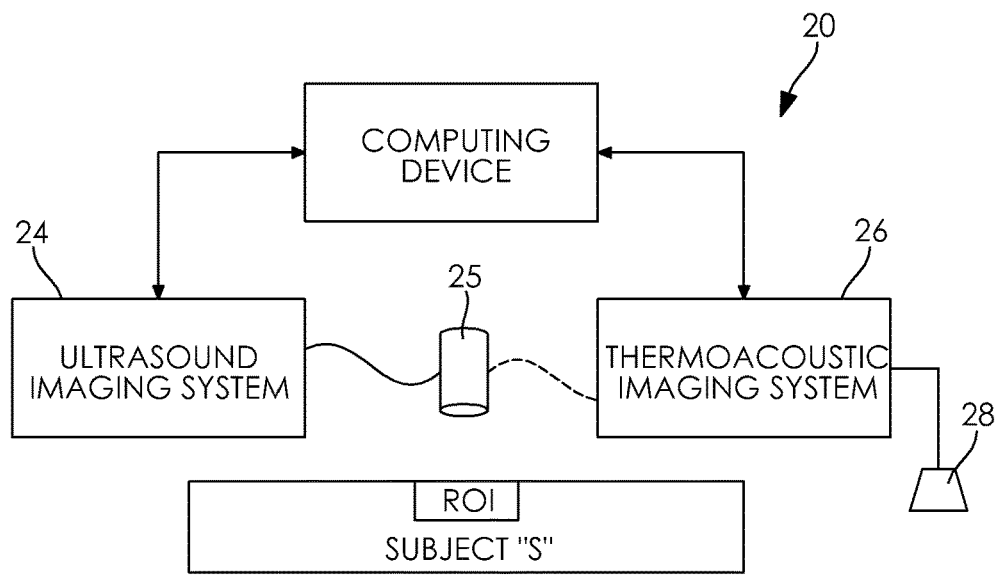 20
COMPUTING
DEVICE
24
26
25
ULTRASOUND
IMAGING SYSTEM
THERMOACOUSTIC
IMAGING SYSTEM
28
ROI
SUBJECT "S"